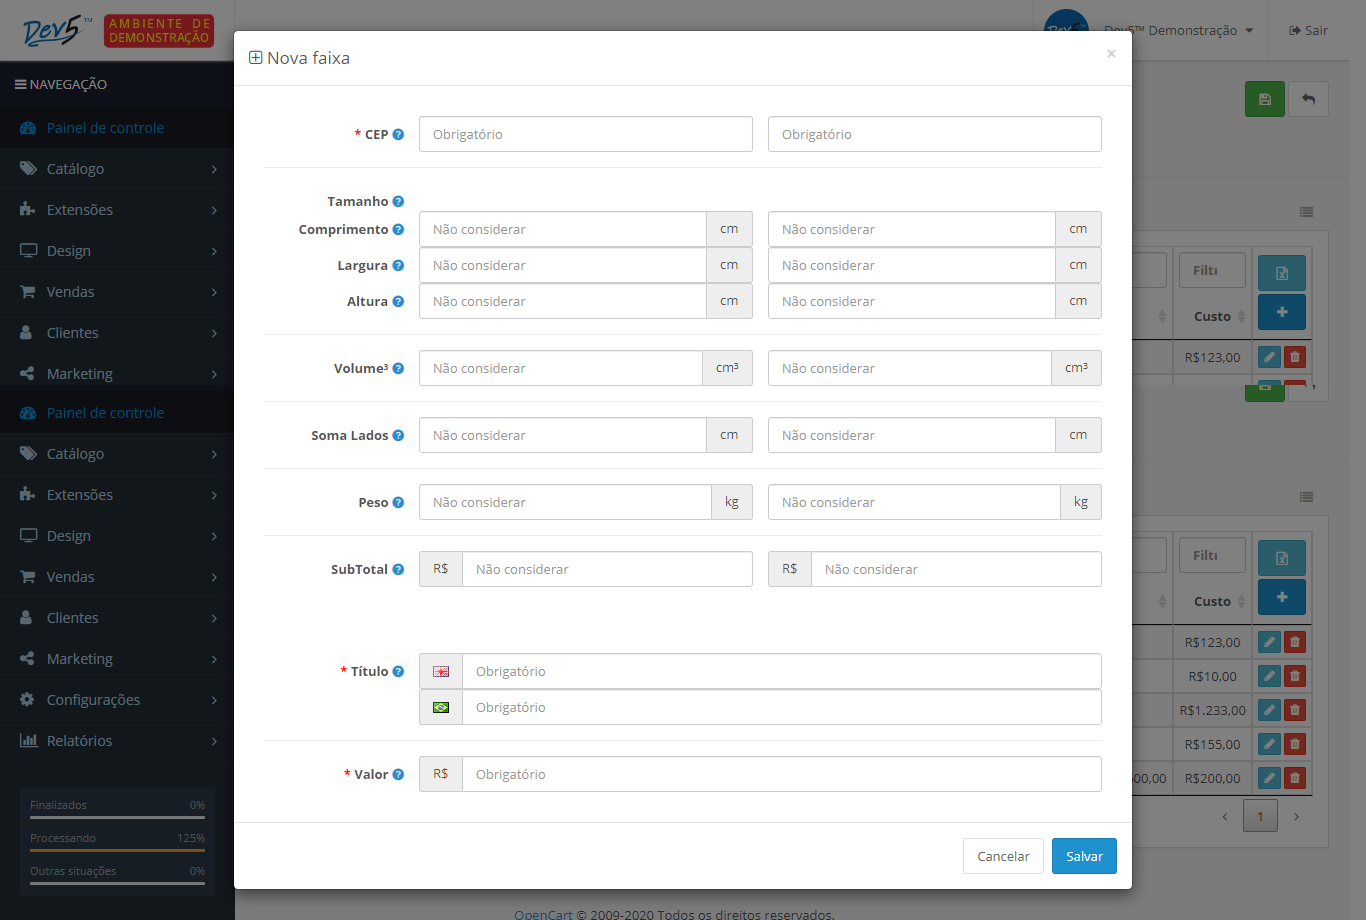 Dev5™
AMBIENTE DE
DEMONSTRAÇÃO
Dev5™ Demonstração
Sair
NAVEGAÇÃO
Painel de controle
Catálogo
Extensões
Design
Vendas
Clientes
Marketing
Painel de controle
Catálogo
Extensões
Design
Vendas
Clientes
Marketing
Configurações
Relatórios
Finalizados 0%
Processando 125%
Outras situações 0%
Nova faixa
×
* CEP Obrigatório Obrigatório
Tamanho
Comprimento Não considerar cm Não considerar cm
Largura Não considerar cm Não considerar cm
Altura Não considerar cm Não considerar cm
Volume³ Não considerar cm³ Não considerar cm³
Soma Lados Não considerar cm Não considerar cm
Peso Não considerar kg Não considerar kg
SubTotal R$ Não considerar R$ Não considerar
* Título Obrigatório
Obrigatório
* Valor R$ Obrigatório
Cancelar Salvar
Custo
R$123,00
Custo
R$123,00
R$10,00
R$1.233,00
R$155,00
00,00 R$200,00
1
OpenCart © 2009-2020 Todos os direitos reservados.